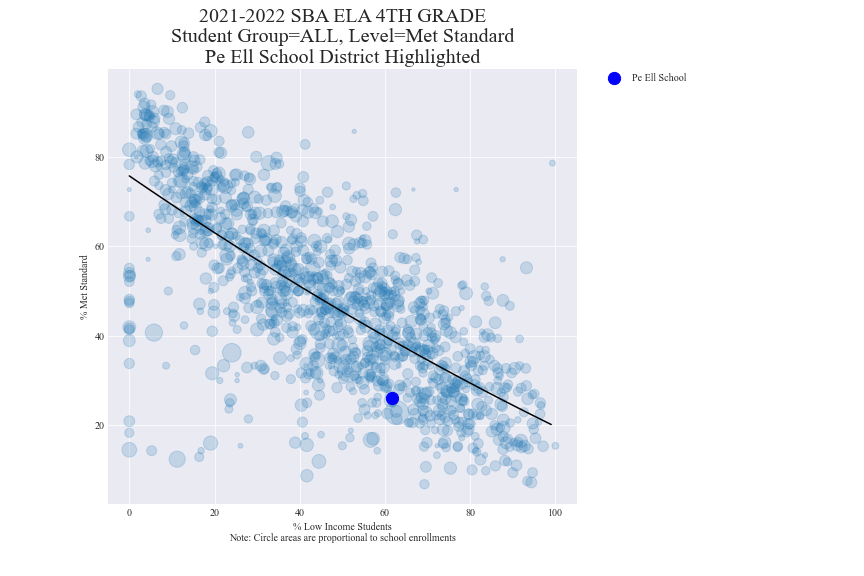 2021-2022 SBA ELA 4TH GRADE
Student Group=ALL, Level=Met Standard
Pe Ell School District Highlighted
Pe Ell School
80
60
40
20
% Met Standard
0 20 40 60 80 100
% Low Income Students
Note: Circle areas are proportional to school enrollments